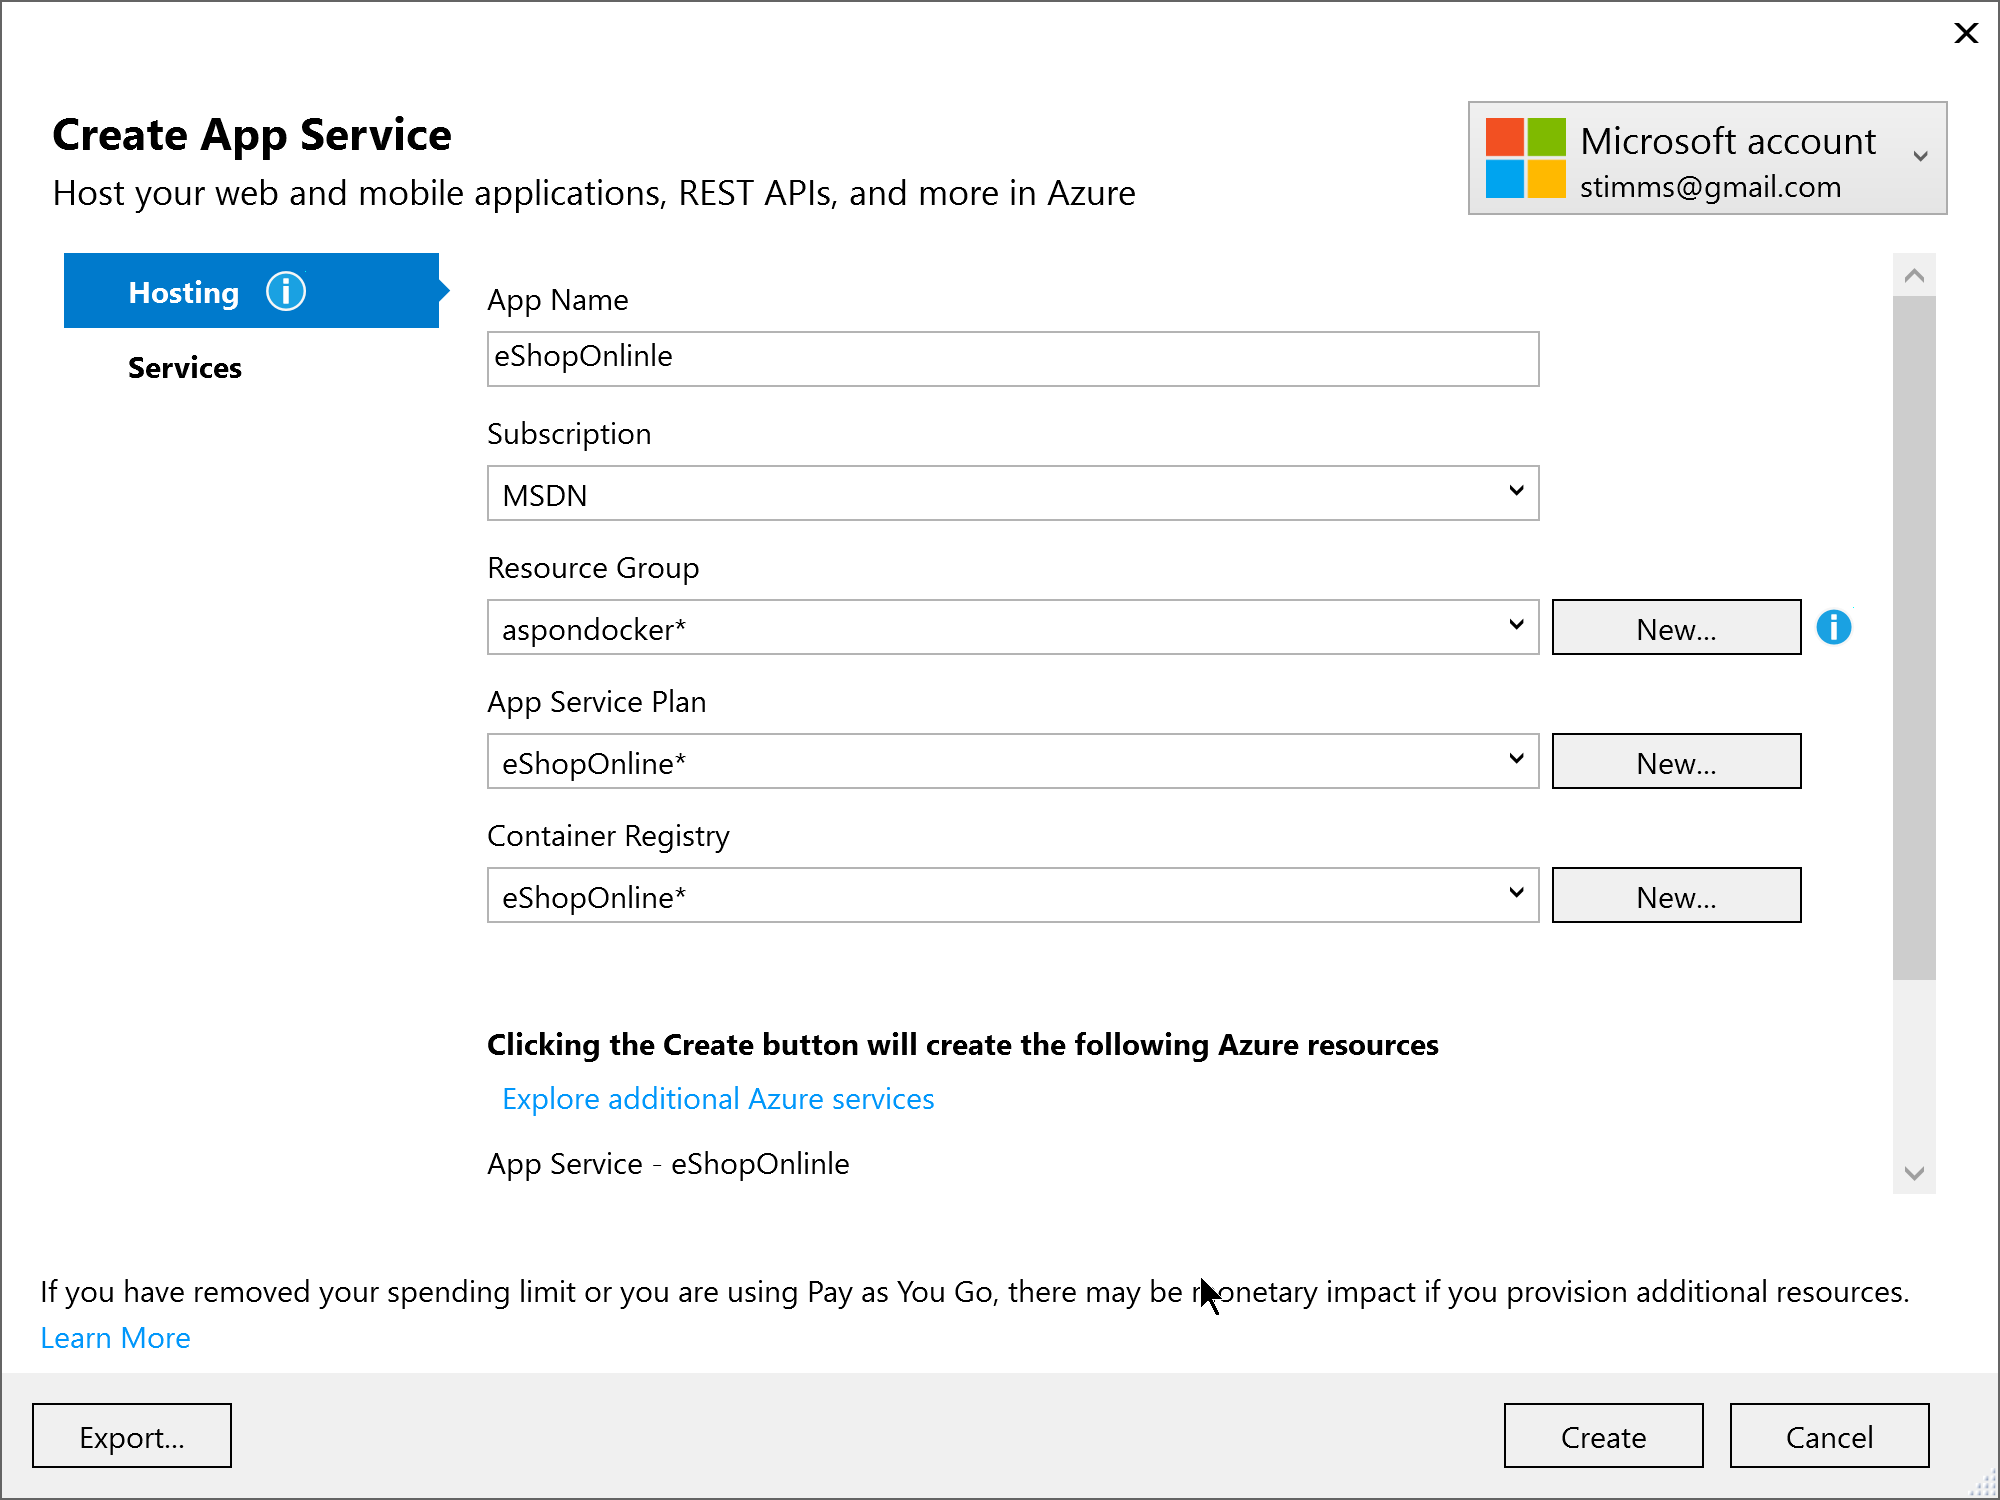 Create App Service
Host your web and mobile applications, REST APIs, and more in Azure
Microsoft account
stimms@gmail.com
Hosting
Services
App Name
eShopOnlinle
Subscription
MSDN
Resource Group
aspondocker*
New...
App Service Plan
eShopOnline*
New...
Container Registry
eShopOnline*
New...
Clicking the Create button will create the following Azure resources
Explore additional Azure services
App Service - eShopOnlinle
If you have removed your spending limit or you are using Pay as You Go, there may be monetary impact if you provision additional resources.
Learn More
Export...
Create
Cancel